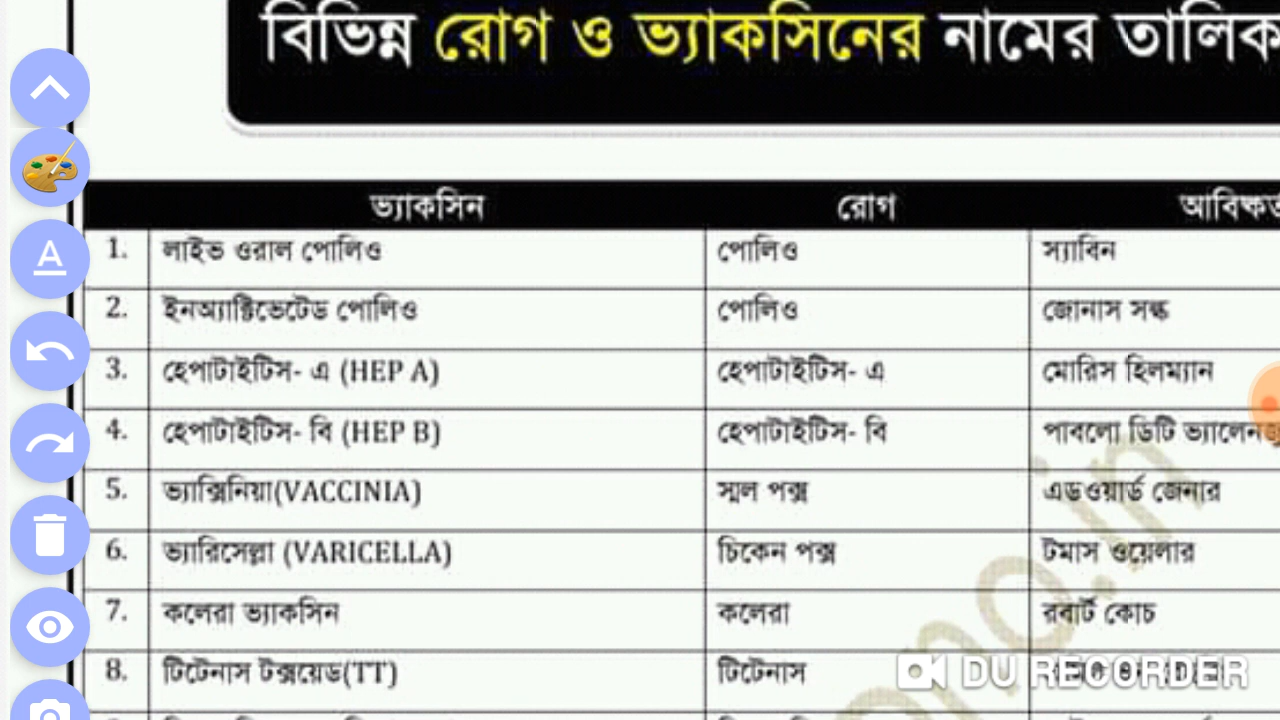 বিভিন্ন রোগ ও ভ্যাকসিনের নামের
ভ্যাকসিন রোগ
1. লাইভ ওরাল পোলিও পোলিও স্যাবিন
2. ইনঅ্যাক্টিভেটেড পোলিও পোলিও জোনাস সল্ক
3. হেপাটাইটিস- এ (HEP A) হেপাটাইটিস- এ মোরিস হিলম্যান
4. হেপাটাইটিস- বি (HEP B) হেপাটাইটিস- বি পাবলো ডিটি
5. ভ্যাক্সিনিয়া(VACCINIA) স্মল পক্স এডওয়ার্ড জেনার
6. ভ্যারিসেল্লা (VARICELLA) চিকেন পক্স টমাস ওয়েলার
7. কলেরা ভ্যাকসিন কলেরা রবার্ট কোচ
8. টিটেনাস টক্সয়েড(TT) টিটেনাস
DU RECORDER